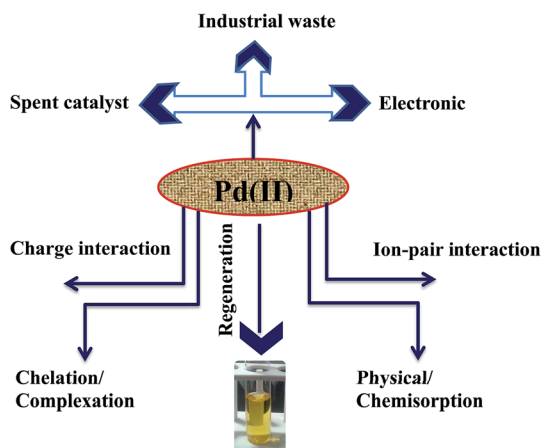 Industrial waste
Spent catalyst
Electronic
Pd(II)
Charge interaction
Regeneration
Ion-pair interaction
Chelation/
Complexation
Physical/
Chemisorption